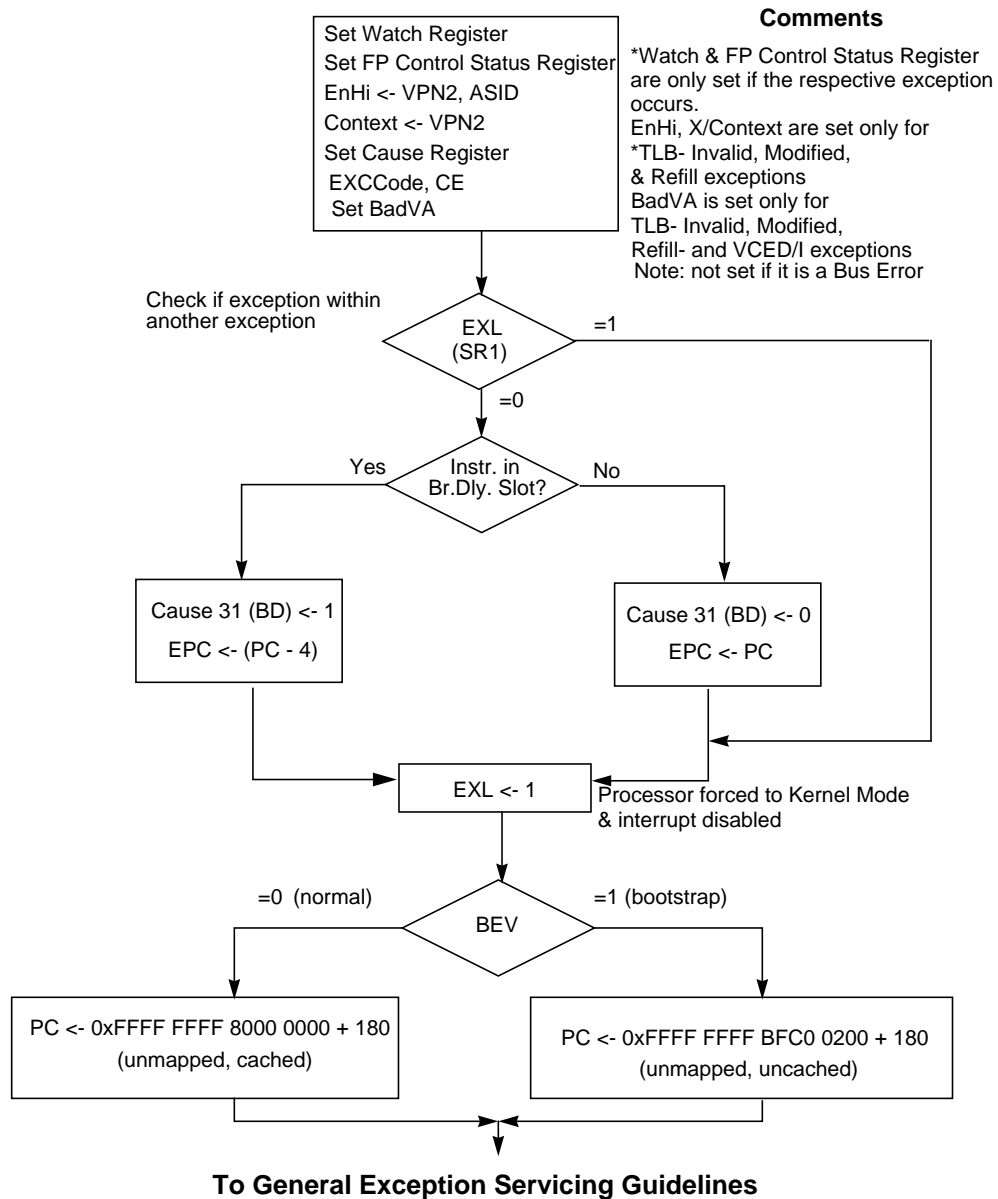 Comments
Set Watch Register
Set FP Control Status Register
EnHi <- VPN2, ASID
Context <- VPN2
Set Cause Register
EXCCode, CE
Set BadVA
*Watch & FP Control Status Register
are only set if the respective exception
occurs.
EnHi, X/Context are set only for
*TLB- Invalid, Modified,
& Refill exceptions
BadVA is set only for
TLB- Invalid, Modified,
Refill- and VCED/I exceptions
Note: not set if it is a Bus Error
Check if exception within
another exception
EXL
(SR1)
=1
=0
Yes
Instr. in
Br.Dly. Slot?
No
Cause 31 (BD) <- 1
EPC <- (PC - 4)
Cause 31 (BD) <- 0
EPC <- PC
EXL <- 1
Processor forced to Kernel Mode
& interrupt disabled
=0 (normal)
BEV
=1 (bootstrap)
PC <- 0xFFFF FFFF 8000 0000 + 180
(unmapped, cached)
PC <- 0xFFFF FFFF BFC0 0200 + 180
(unmapped, uncached)
To General Exception Servicing Guidelines